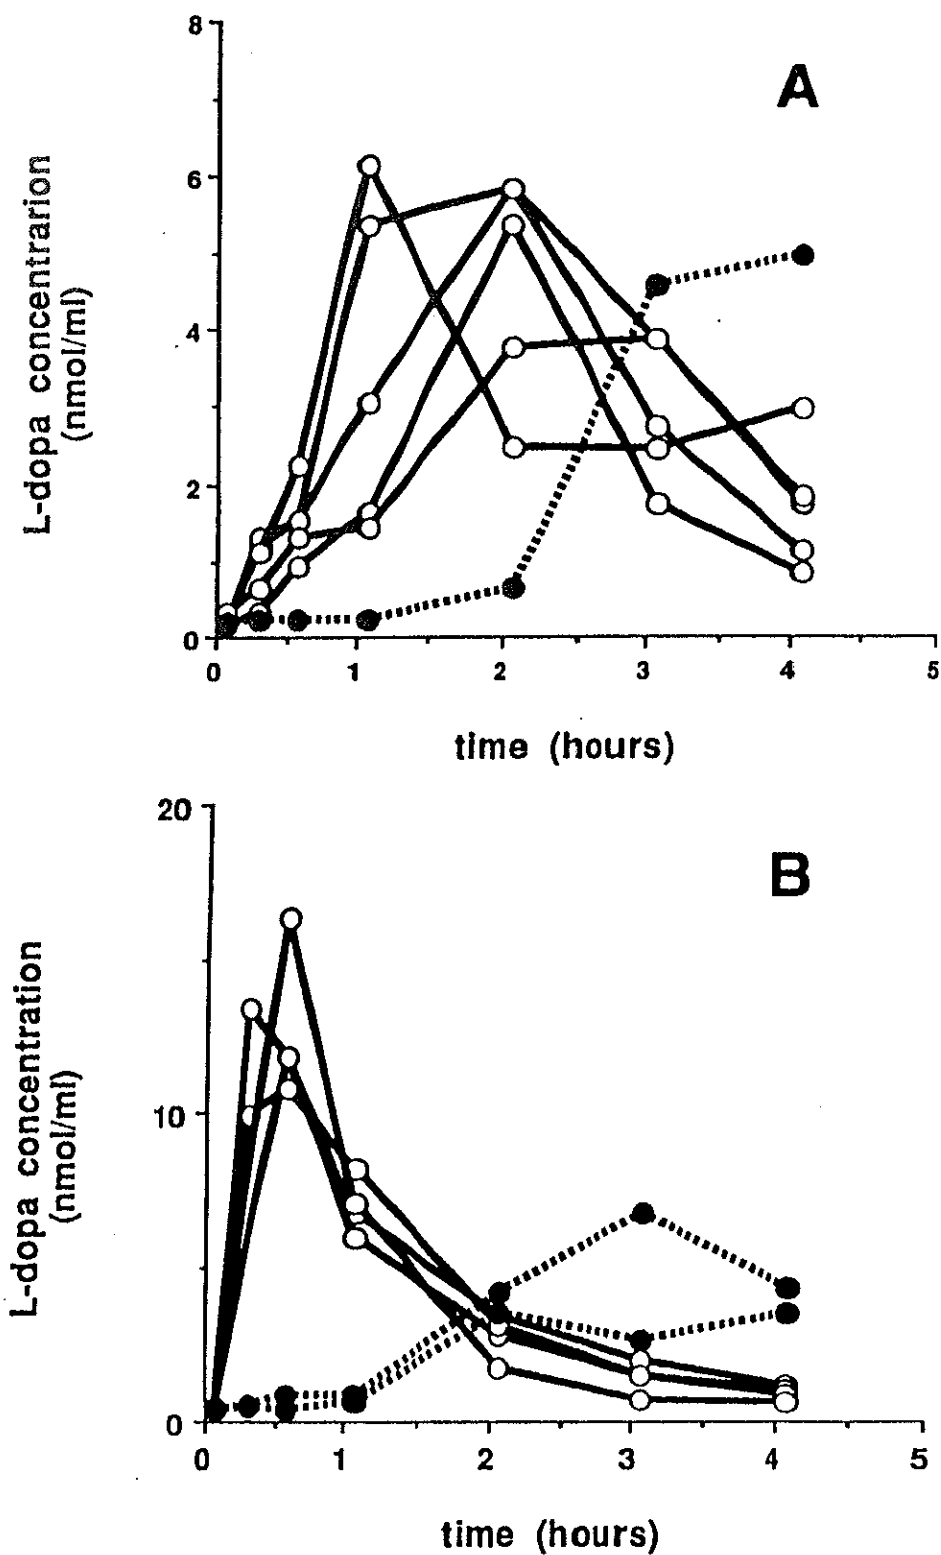 8
A
6
4
2
0
L-dopa concentrarion
(nmol/ml)
0 1 2 3 4 5
time (hours)
20
B
10
0
L-dopa concentration
(nmol/ml)
0 1 2 3 4 5
time (hours)